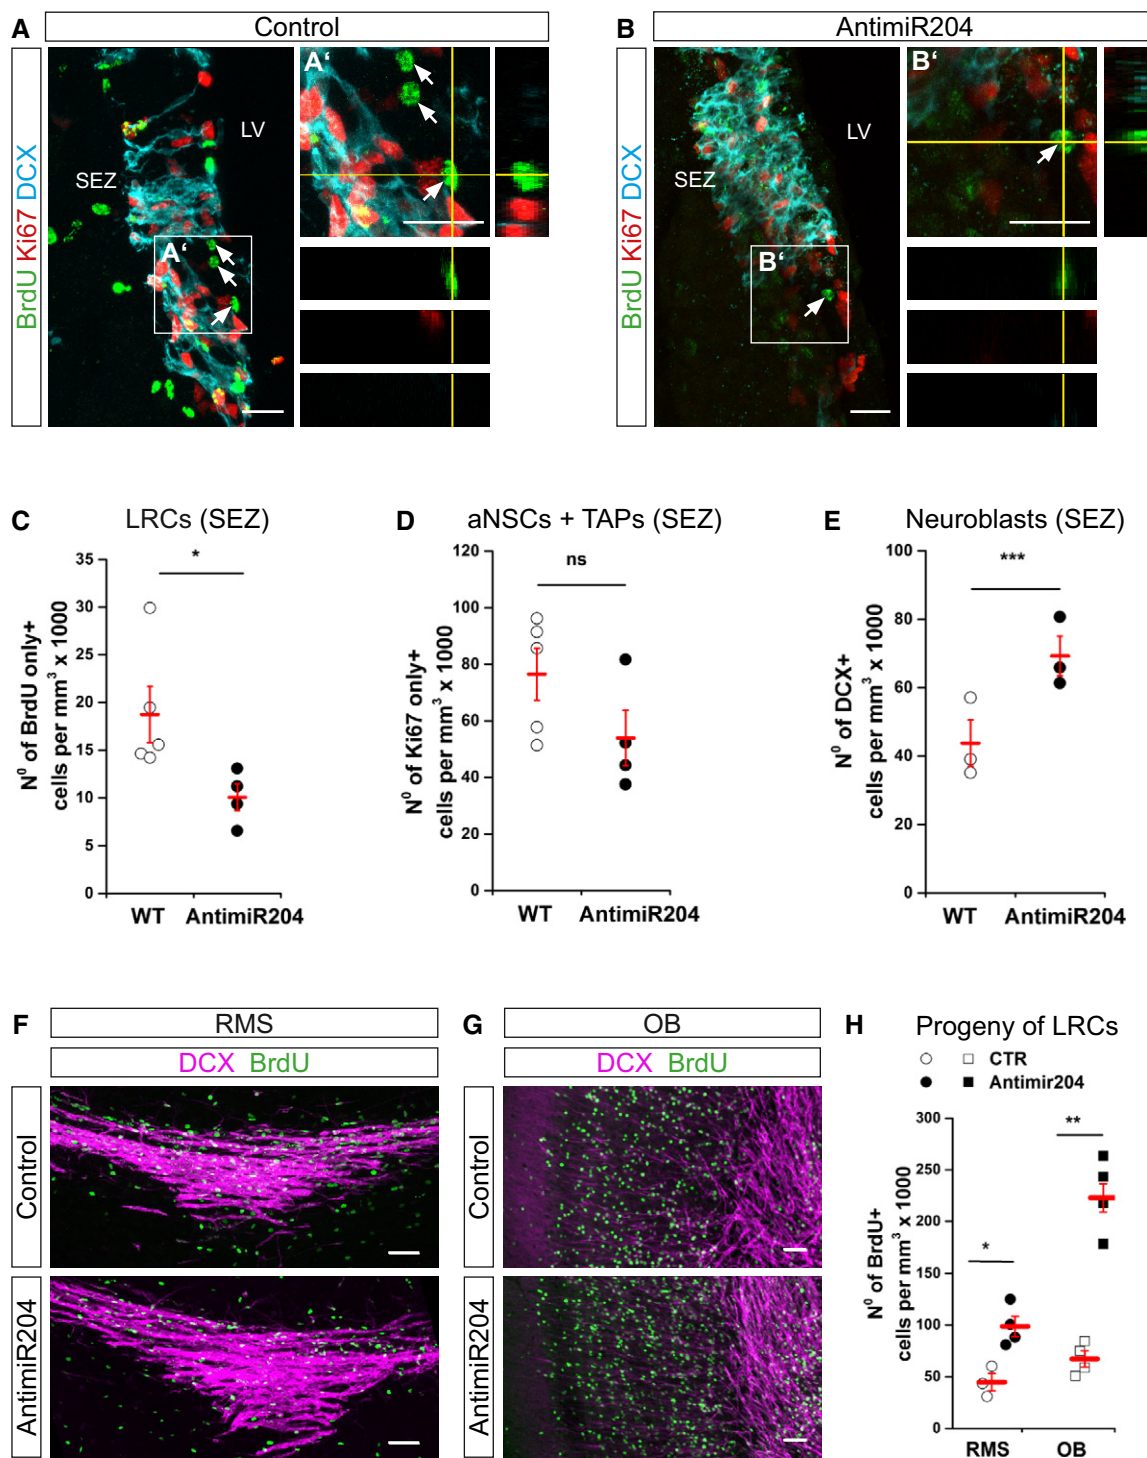 A
Control
BrdU Ki67 DCX
LV
SEZ
A‘
A‘
B
AntimiR204
BrdU Ki67 DCX
LV
SEZ
B‘
B‘
C
LRCs (SEZ)
*
N⁰ of BrdU only+
cells per mm³ x 1000
35
30
25
20
15
10
5
0
WT AntimiR204
D
aNSCs + TAPs (SEZ)
ns
N⁰ of Ki67 only+
cells per mm³ x 1000
120
100
80
60
40
20
0
WT AntimiR204
E
Neuroblasts (SEZ)
***
N⁰ of DCX+
cells per mm³ x 1000
100
80
60
40
20
0
WT AntimiR204
F
RMS
DCX BrdU
Control
AntimiR204
G
OB
DCX BrdU
Control
AntimiR204
H
Progeny of LRCs
CTR
Antimir204
N⁰ of BrdU+
cells per mm³ x 1000
300
250
200
150
100
50
0
*
**
RMS OB